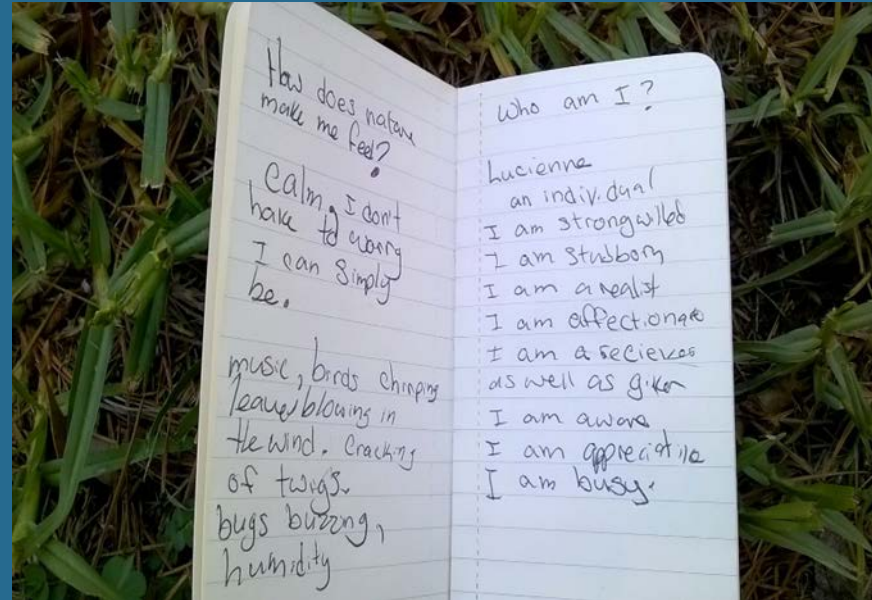 How does nature
make me feel?
Calm, I don't
have to worry
I can simply
be.
music, birds chirping
leaves blowing in
the wind. Cracking
of twigs.
bugs buzzing,
humidity
Who am I?
Lucienne
an individual
I am strongwilled
I am stubborn
I am a realist
I am affectionate
I am a reciever
as well as giver
I am aware
I am appreciative
I am busy.